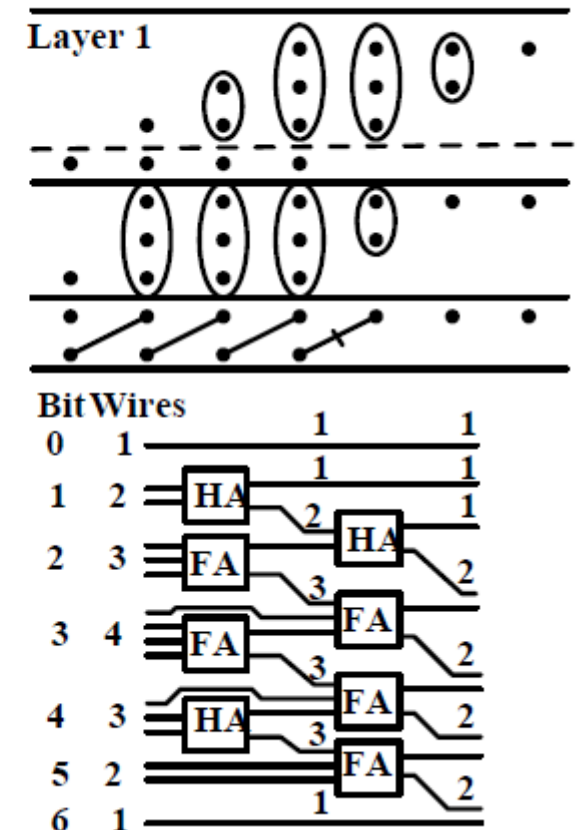 Layer 1
Bit Wires
0 1 1 1
1 2 HA 1 1
2 HA 1
2 3 FA 2
3 FA
3 4 FA 2
3 FA
4 3 HA 2
3 FA
5 2 2
6 1 1